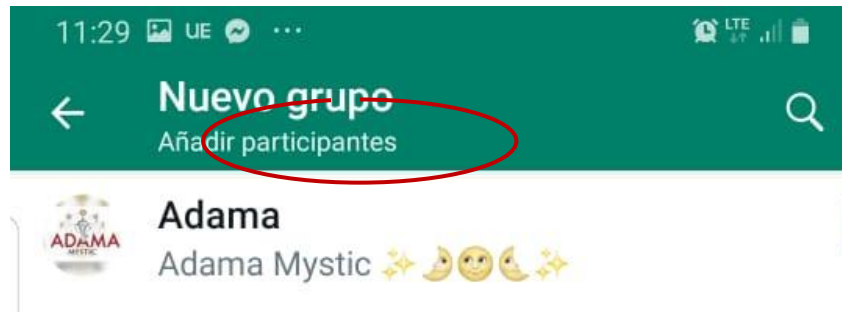 11:29 UE ... LTE
Nuevo grupo
Añadir participantes
ADAMA
MYSTIC
Adama
Adama Mystic ✨🌛🌝🌜✨